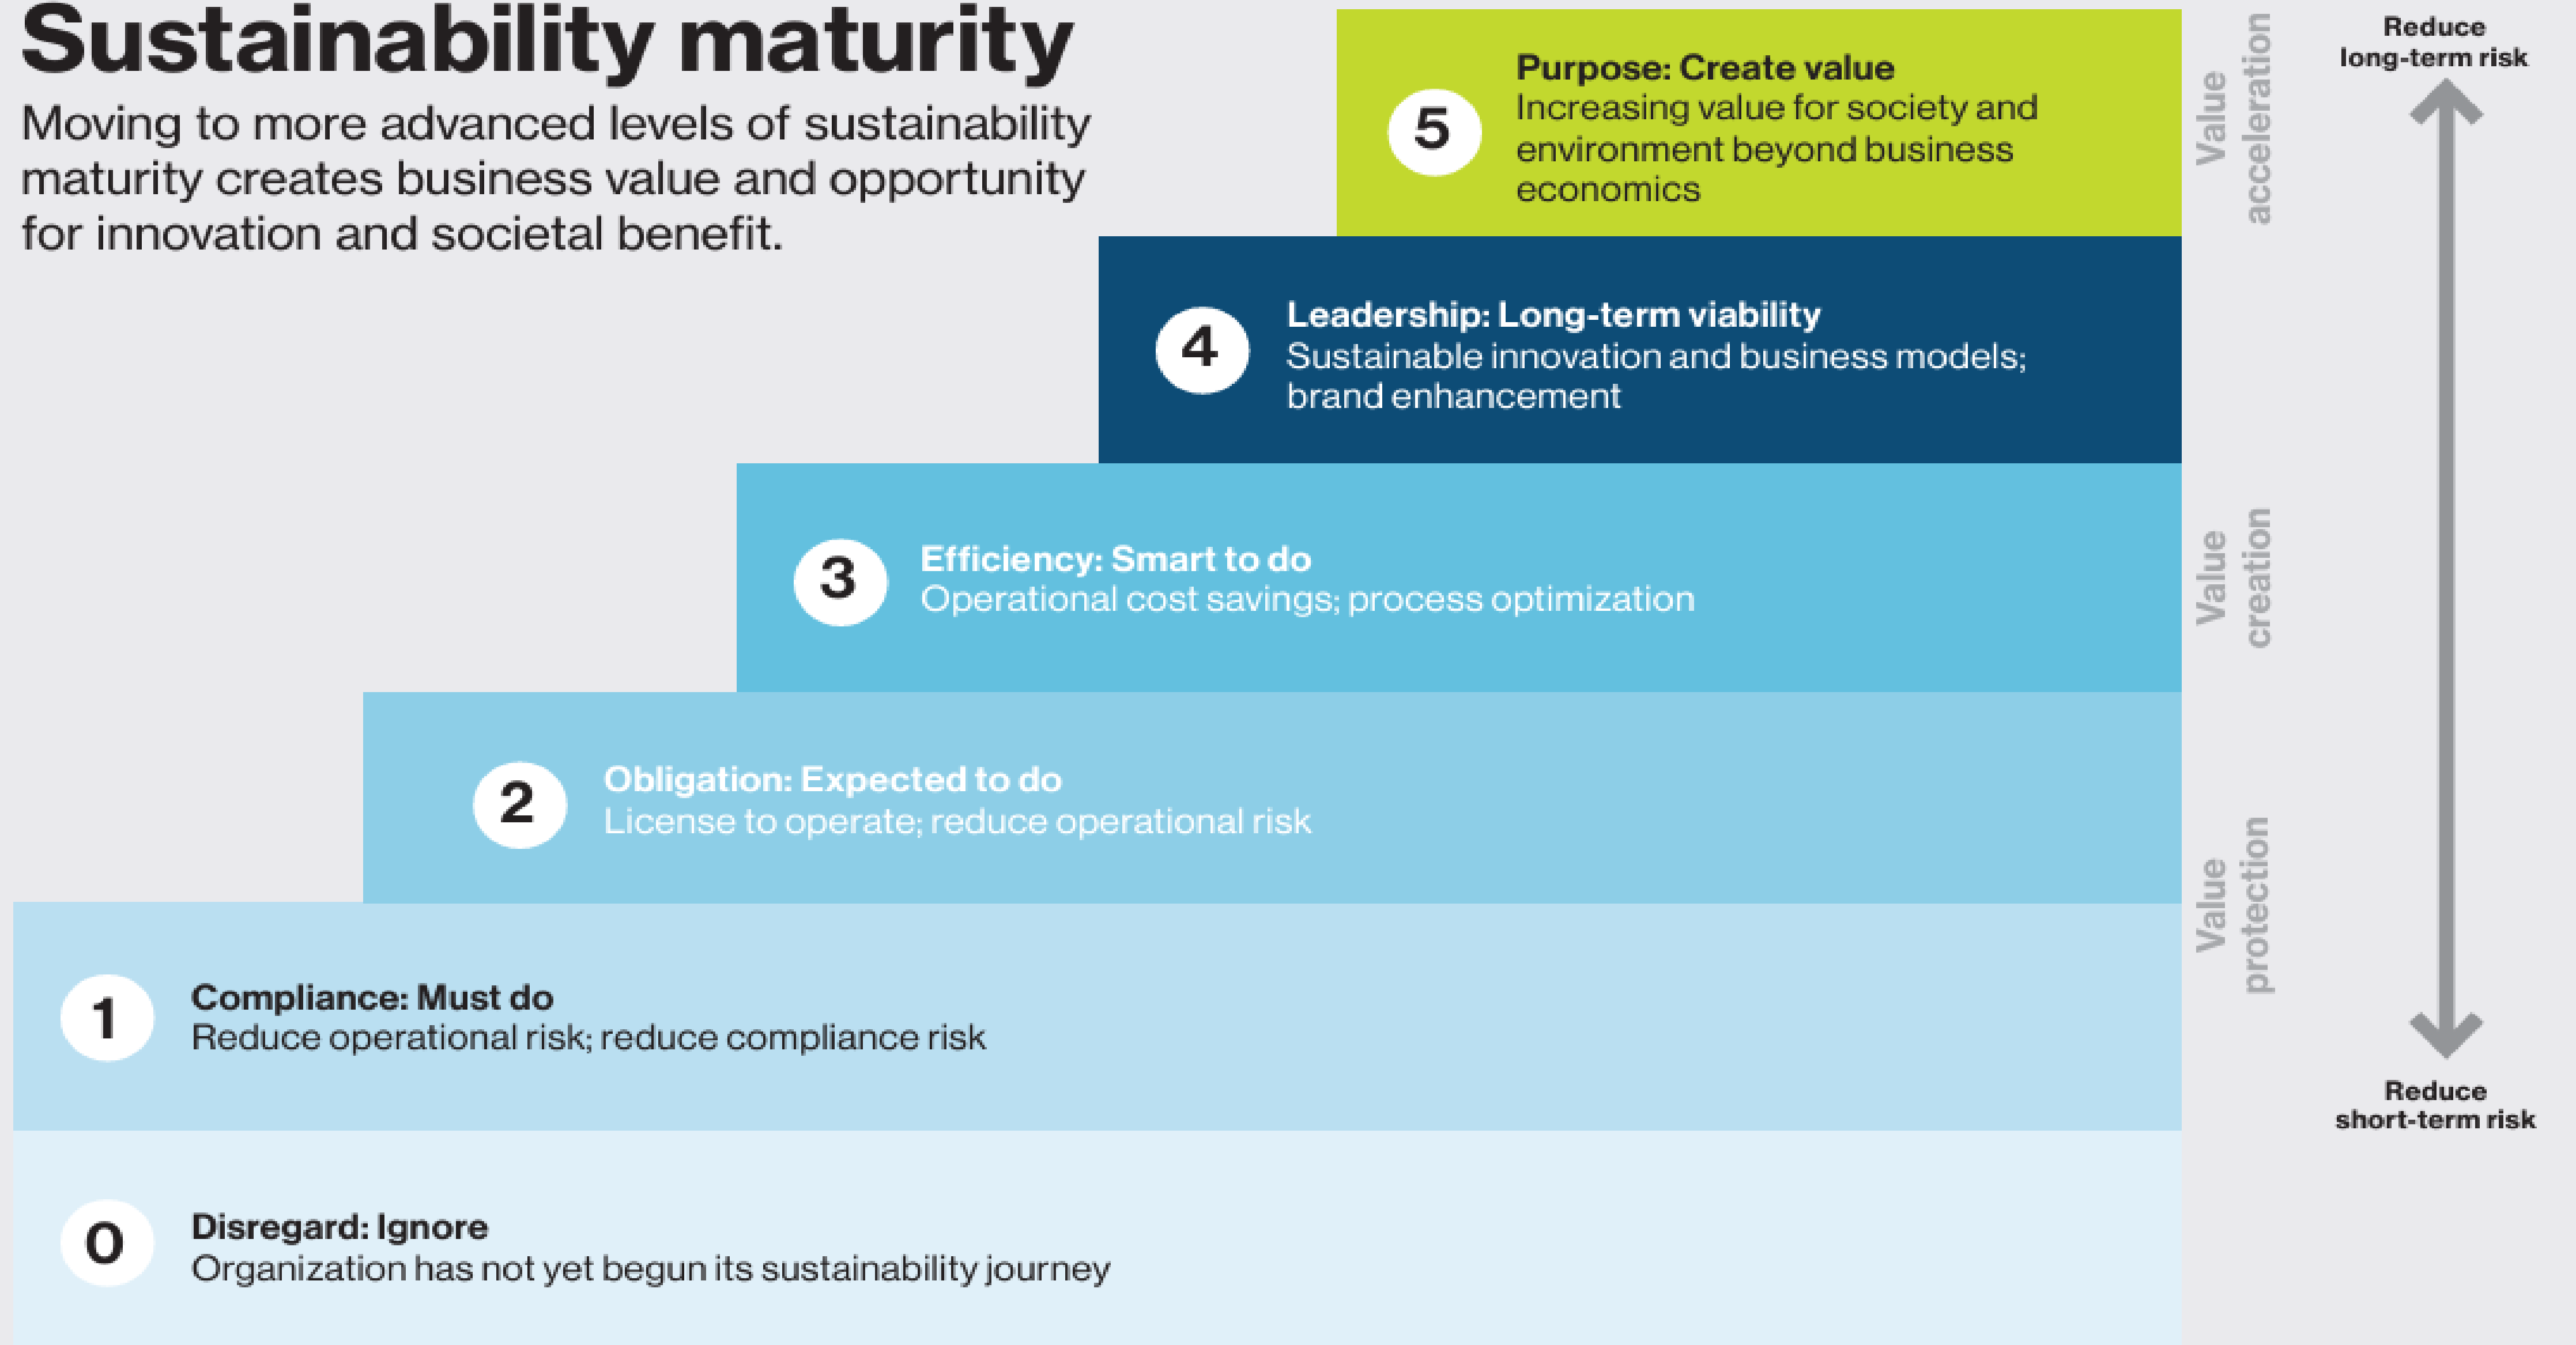 Sustainability maturity
Moving to more advanced levels of sustainability
maturity creates business value and opportunity
for innovation and societal benefit.
5
Purpose: Create value
Increasing value for society and
environment beyond business
economics
4
Leadership: Long-term viability
Sustainable innovation and business models;
brand enhancement
3
Efficiency: Smart to do
Operational cost savings; process optimization
2
Obligation: Expected to do
License to operate; reduce operational risk
1
Compliance: Must do
Reduce operational risk; reduce compliance risk
0
Disregard: Ignore
Organization has not yet begun its sustainability journey
Value
acceleration
Value
creation
Value
protection
Reduce
long-term risk
Reduce
short-term risk